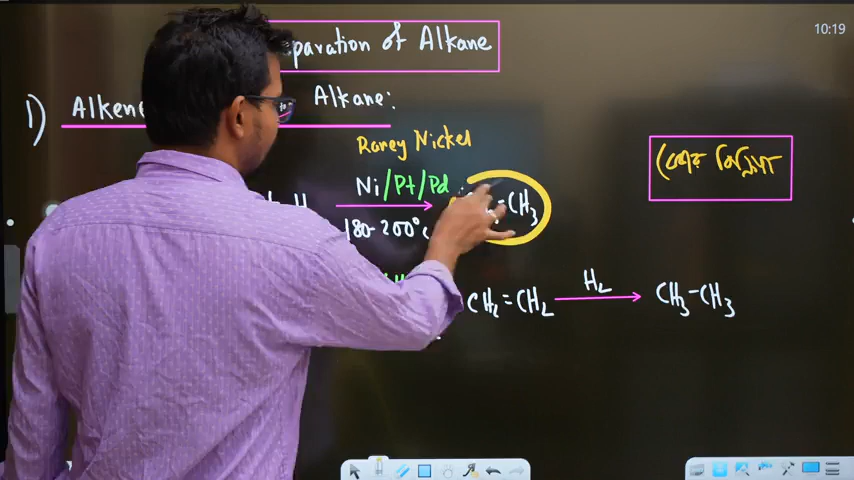 10:19
paration of Alkane
1) Alkene Alkane:
Raney Nickel
Ni/Pt/Pd
CH3
180-200°c
CH2=CH2 H2 CH3-CH3